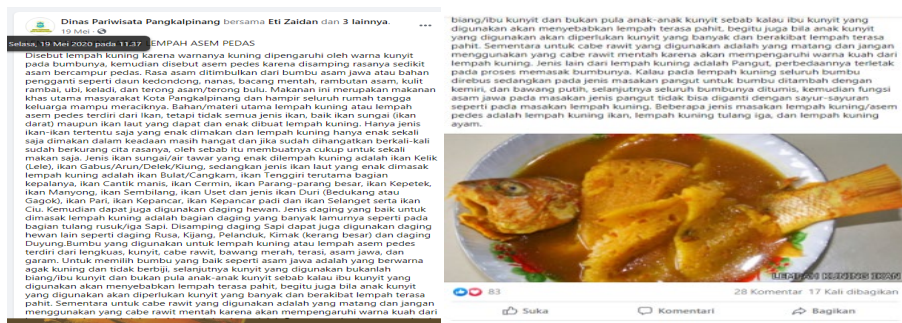 Dinas Pariwisata Pangkalpinang bersama Eti Zaidan dan 3 lainnya.
19 Mei
Selasa, 19 Mei 2020 pada 11.37
LEMPAH ASEM PEDAS
Disebut lempah kuning karena warnanya kuning dipengaruhi oleh warna kunyit
pada bumbunya, kemudian disebut asem pedes karena disamping rasanya sedikit
asam bercampur pedas. Rasa asam ditimbulkan dari bumbu asam jawa atau bahan
pengganti seperti daun kedondong, nanas, bacang mentah, rambutan asam, kulit
rambai, ubi, keladi, dan terong asam/terong bulu. Makanan ini merupakan makanan
khas utama masyarakat Kota Pangkalpinang dan hampir seluruh rumah tangga
keluarga mampu meraciknya. Bahan/materi utama lempah kuning atau lempah
asem pedes terdiri dari Ikan, tetapi tidak semua jenis ikan, baik ikan sungai (ikan
darat) maupun ikan laut yang dapat dan enak dibuat lempah kuning. Hanya jenis
ikan-ikan tertentu saja yang enak dimakan dan lempah kuning hanya enak sekali
saja dimakan dalam keadaan masih hangat dan jika sudah dihangatkan berkali-kali
sudah berkurang cita rasanya, oleh sebab itu membuatnya cukup untuk sekali
makan saja. Jenis ikan sungai/air tawar yang enak dilempah kuning adalah ikan Kelik
(Lele), ikan Gabus/Arun/Delek/Kiung, sedangkan jenis ikan laut yang enak dimasak
lempah kuning adalah ikan Bulat/Cangkam, ikan Tenggiri terutama bagian
kepalanya, ikan Cantik manis, ikan Cermin, ikan Parang-parang besar, ikan Kepetek,
ikan Manyong, ikan Sembilang, ikan Uset dan jenis ikan Duri (Bedukang atau
Gagok), ikan Pari, ikan Kepancar, ikan Kepancar padi dan ikan Selanget serta ikan
Ciu. Kemudian dapat juga digunakan daging hewan. Jenis daging yang baik untuk
dimasak lempah kuning adalah bagian daging yang banyak lamurnya seperti pada
bagian tulang rusuk/iga Sapi. Disamping daging Sapi dapat juga digunakan daging
hewan lain seperti daging Rusa, Kijang, Pelanduk, Kimak (kerang besar) dan daging
Duyung.Bumbu yang digunakan untuk lempah kuning atau lempah asem pedes
terdiri dari lengkuas, kunyit, cabe rawit, bawang merah, terasi, asam jawa, dan
garam. Untuk memilih bumbu yang baik seperti asam jawa adalah yang berwarna
agak kuning dan tidak berbiji, selanjutnya kunyit yang digunakan bukanlah
biang/ibu kunyit dan bukan pula anak-anak kunyit sebab kalau ibu kunyit yang
digunakan akan menyebabkan lempah terasa pahit, begitu juga bila anak kunyit
yang digunakan akan diperlukan kunyit yang banyak dan berakibat lempah terasa
pahit. Sementara untuk cabe rawit yang digunakan adalah yang matang dan jangan
menggunakan yang cabe rawit mentah karena akan mempengaruhi warna kuah dari
biang/ibu kunyit dan bukan pula anak-anak kunyit sebab kalau ibu kunyit yang
digunakan akan menyebabkan lempah terasa pahit, begitu juga bila anak kunyit
yang digunakan akan diperlukan kunyit yang banyak dan berakibat lempah terasa
pahit. Sementara untuk cabe rawit yang digunakan adalah yang matang dan jangan
menggunakan yang cabe rawit mentah karena akan mempengaruhi warna kuah dari
lempah kuning. Jenis lain dari lempah kuning adalah Pangut, perbedaannya terletak
pada proses memasak bumbunya. Kalau pada lempah kuning seluruh bumbu
direbus sedangkan pada jenis masakan pangut untuk bumbu ditambah dengan
kemiri, dan bawang putih, selanjutnya seluruh bumbunya ditumis, kemudian fungsi
asam jawa pada masakan jenis pangut tidak bisa diganti dengan sayur-sayuran
seperti pada masakan lempah kuning. Beberapa jenis masakan lempah kuning/asem
pedes adalah lempah kuning ikan, lempah kuning tulang iga, dan lempah kuning
ayam.
LEMPAH KUNING IKAN
83
28 Komentar 17 Kali dibagikan
Suka
Komentari
Bagikan